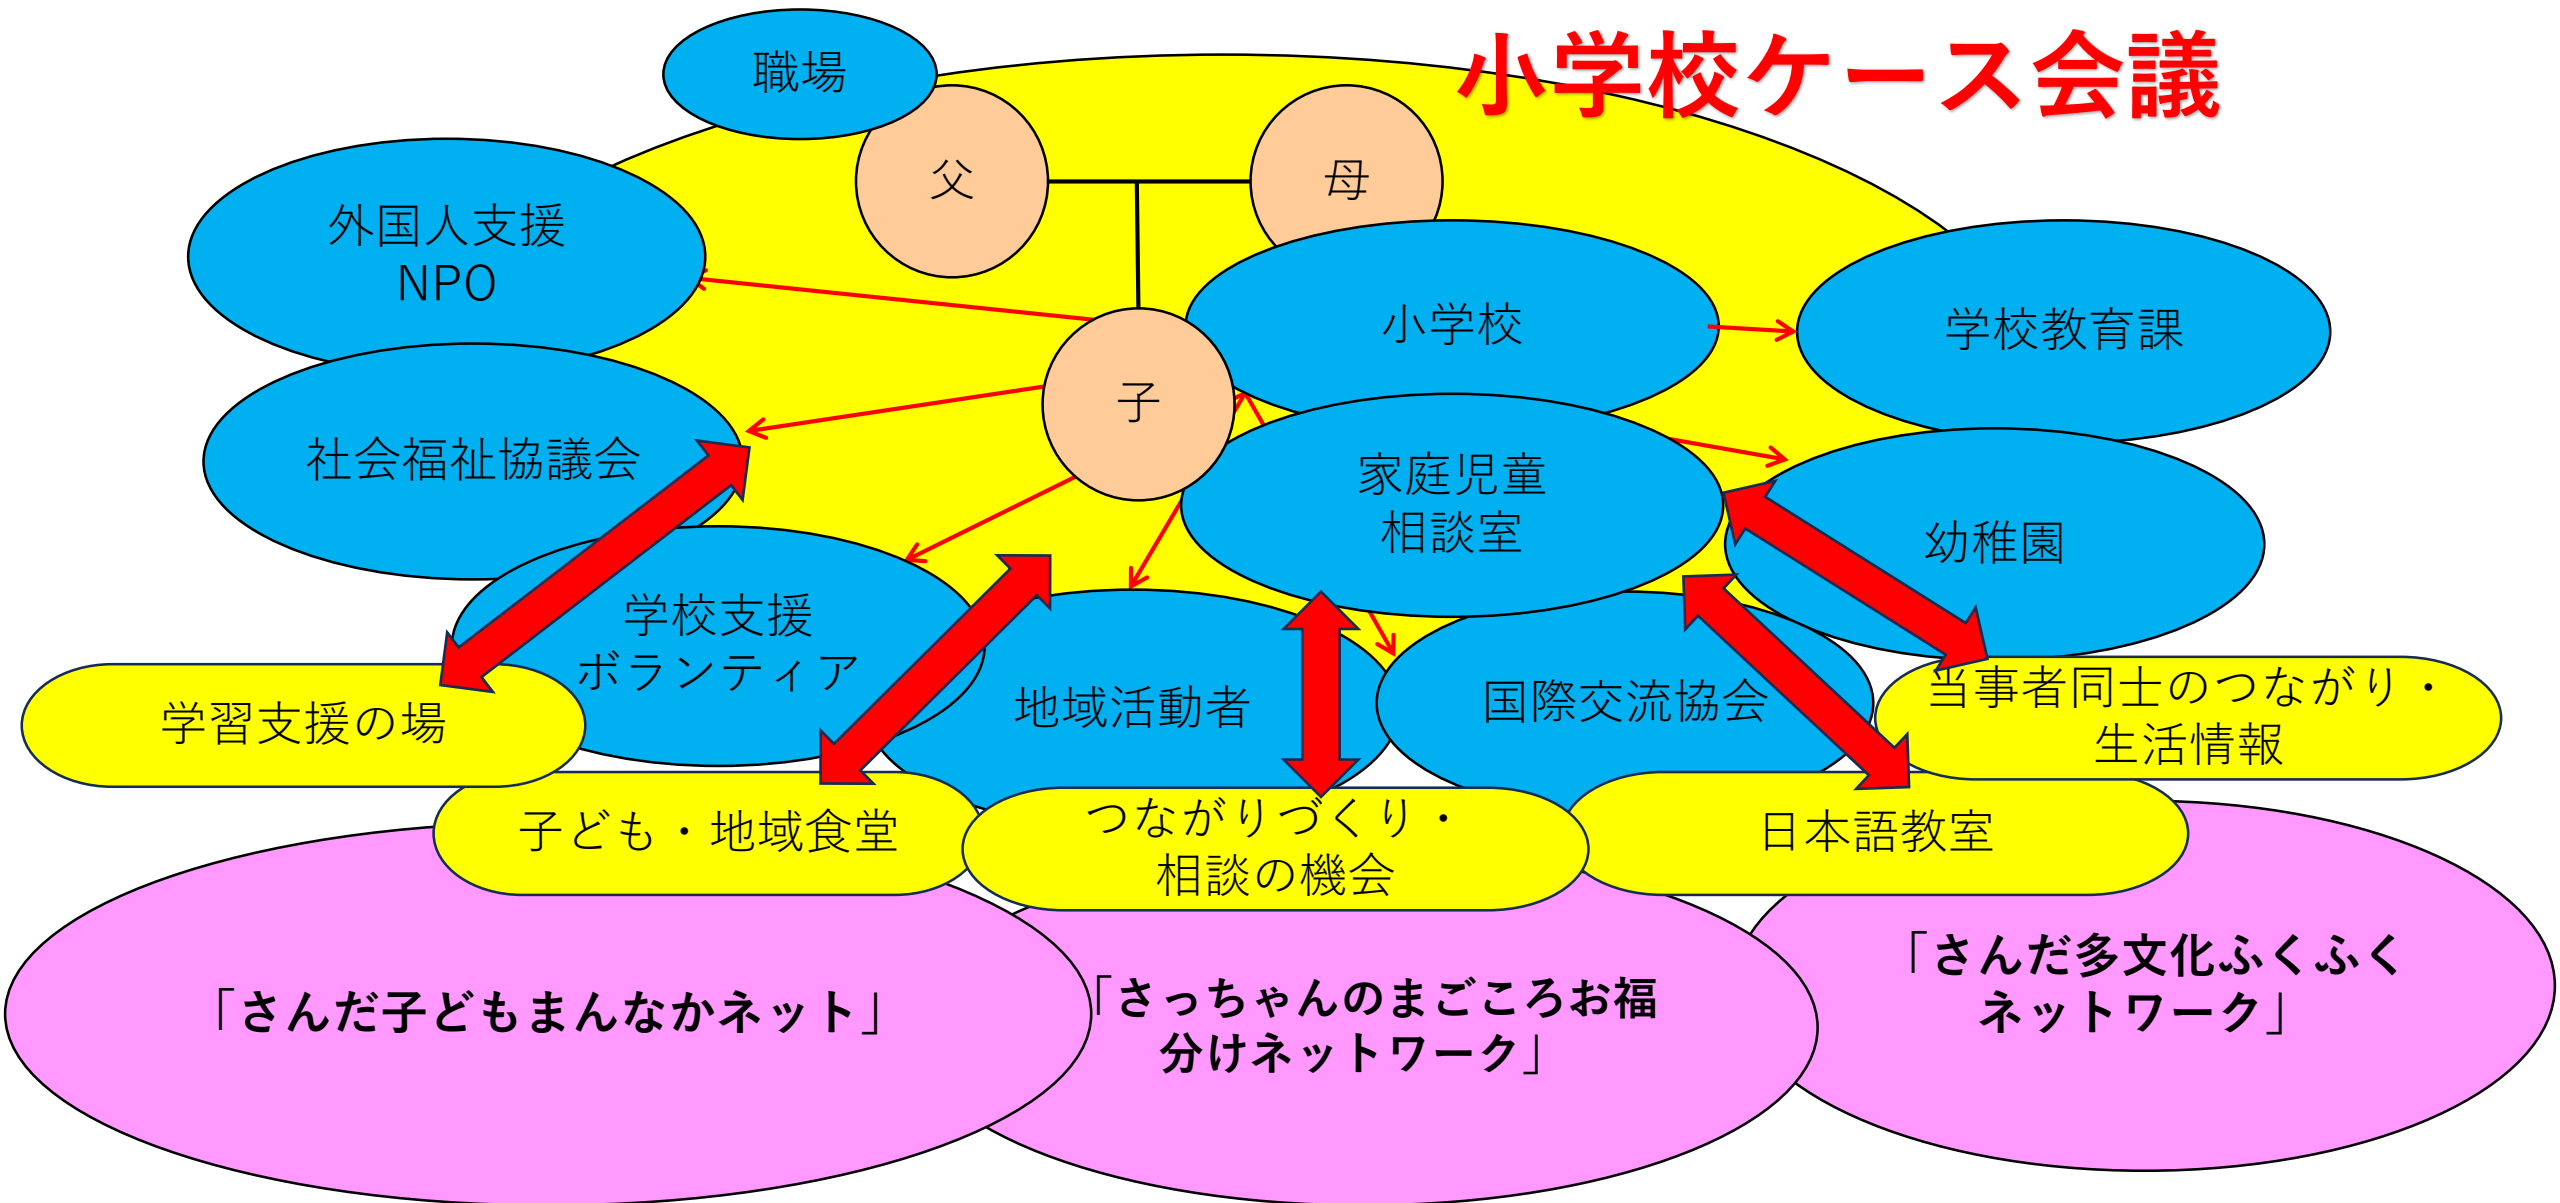 小学校ケース会議
職場
父
母
外国人支援
NPO
小学校
学校教育課
子
社会福祉協議会
家庭児童
相談室
幼稚園
学校支援
ボランティア
地域活動者
国際交流協会
学習支援の場
当事者同士のつながり・
生活情報
子ども・地域食堂
つながりづくり・
相談の機会
日本語教室
「さんだ子どもまんなかネット」
「さっちゃんのまごころお福
分けネットワーク」
「さんだ多文化ふくふく
ネットワーク」